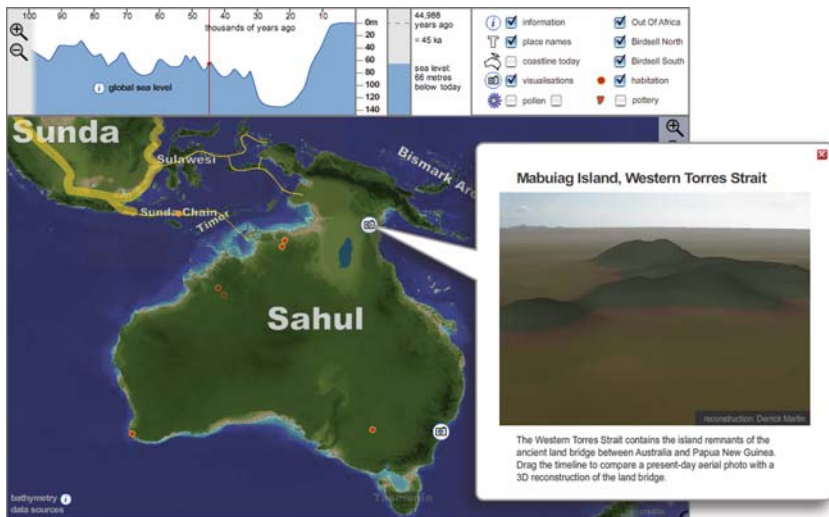 100 90 80 70 60 50 40 30 20 10
thousands of years ago
0m
20
40
60
80
100
120
140
global sea level
44,988
years ago
= 45 ka
sea level:
66 metres
below today
information
place names
coastline today
visualisations
pollen
Out Of Africa
Birdsell North
Birdsell South
habitation
pottery
Sunda
Sulawesi
Bismark Arc
Sunda Chain
Timor
Sahul
Tasmania
bathymetry
data sources
Mabuiag Island, Western Torres Strait
reconstruction: Derrick Martin
The Western Torres Strait contains the island remnants of the
ancient land bridge between Australia and Papua New Guinea.
Drag the timeline to compare a present-day aerial photo with a
3D reconstruction of the land bridge.